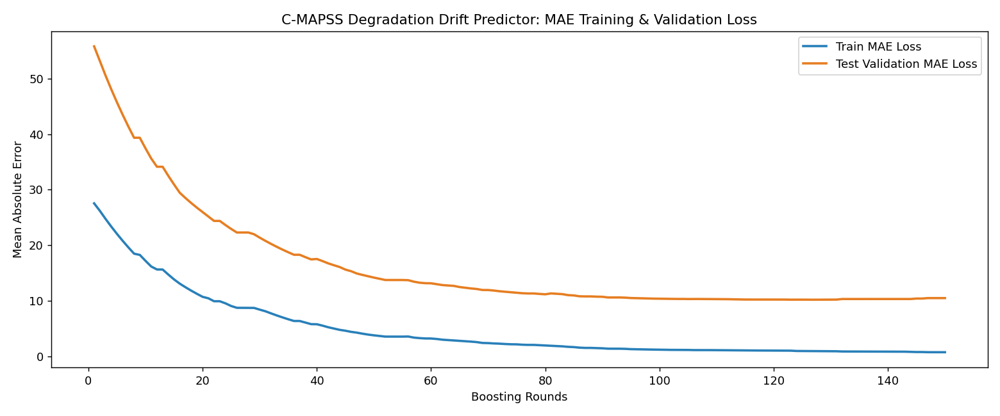 C-MAPSS Degradation Drift Predictor: MAE Training & Validation Loss
Train MAE Loss
Test Validation MAE Loss
Mean Absolute Error
50
40
30
20
10
0
0 20 40 60 80 100 120 140
Boosting Rounds